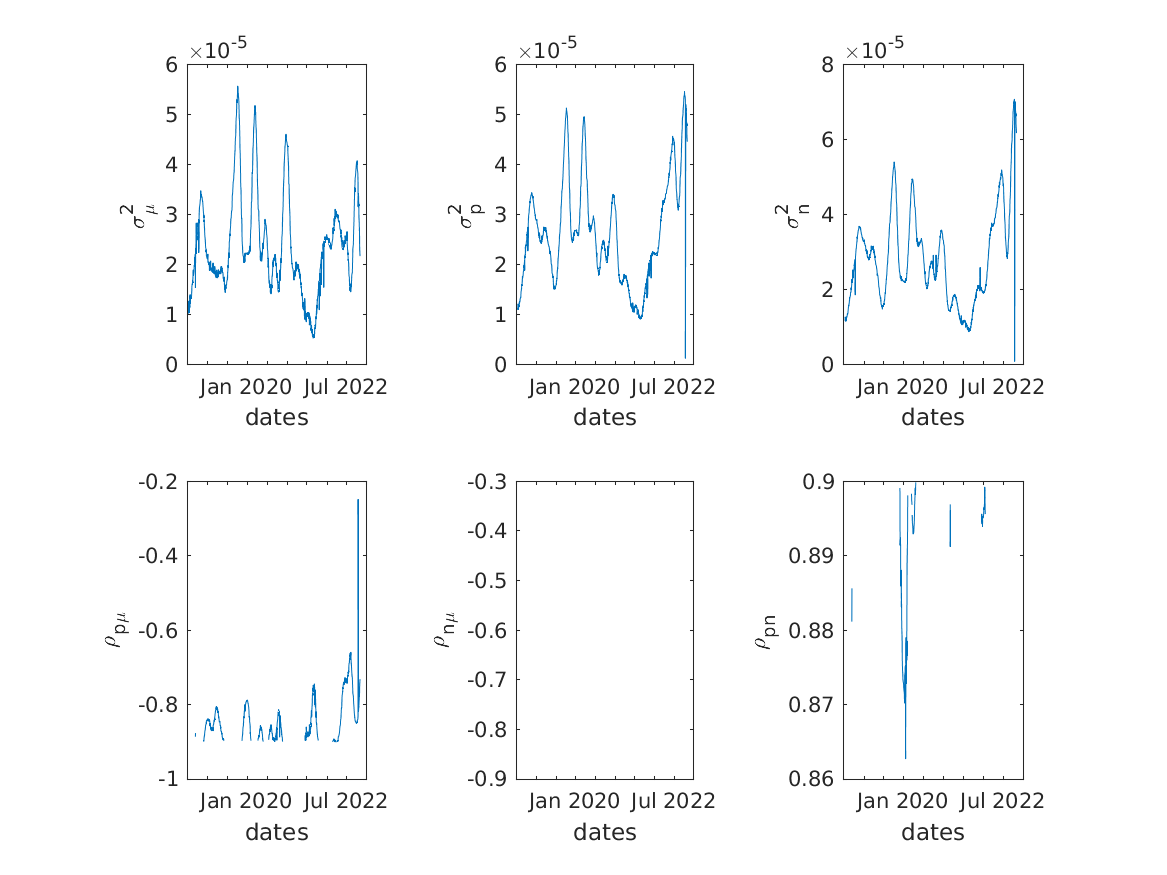 ×10-5
6
5
4
3
2
1
0
σ2μ
Jan 2020 Jul 2022
dates
×10-5
6
5
4
3
2
1
0
σ2p
Jan 2020 Jul 2022
dates
×10-5
8
6
4
2
0
σ2n
Jan 2020 Jul 2022
dates
-0.2
-0.4
-0.6
-0.8
-1
ρpμ
Jan 2020 Jul 2022
dates
-0.3
-0.4
-0.5
-0.6
-0.7
-0.8
-0.9
ρnμ
Jan 2020 Jul 2022
dates
0.9
0.89
0.88
0.87
0.86
ρpn
Jan 2020 Jul 2022
dates